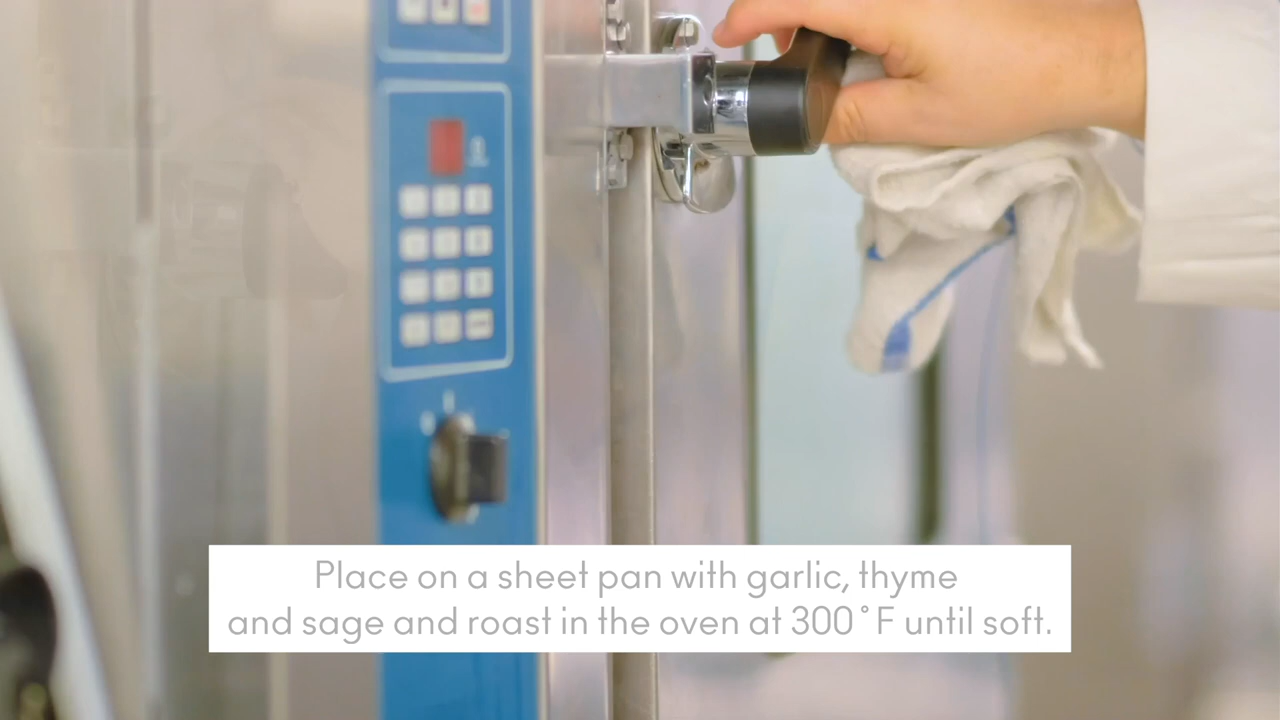 Place on a sheet pan with garlic, thyme
and sage and roast in the oven at 300°F until soft.